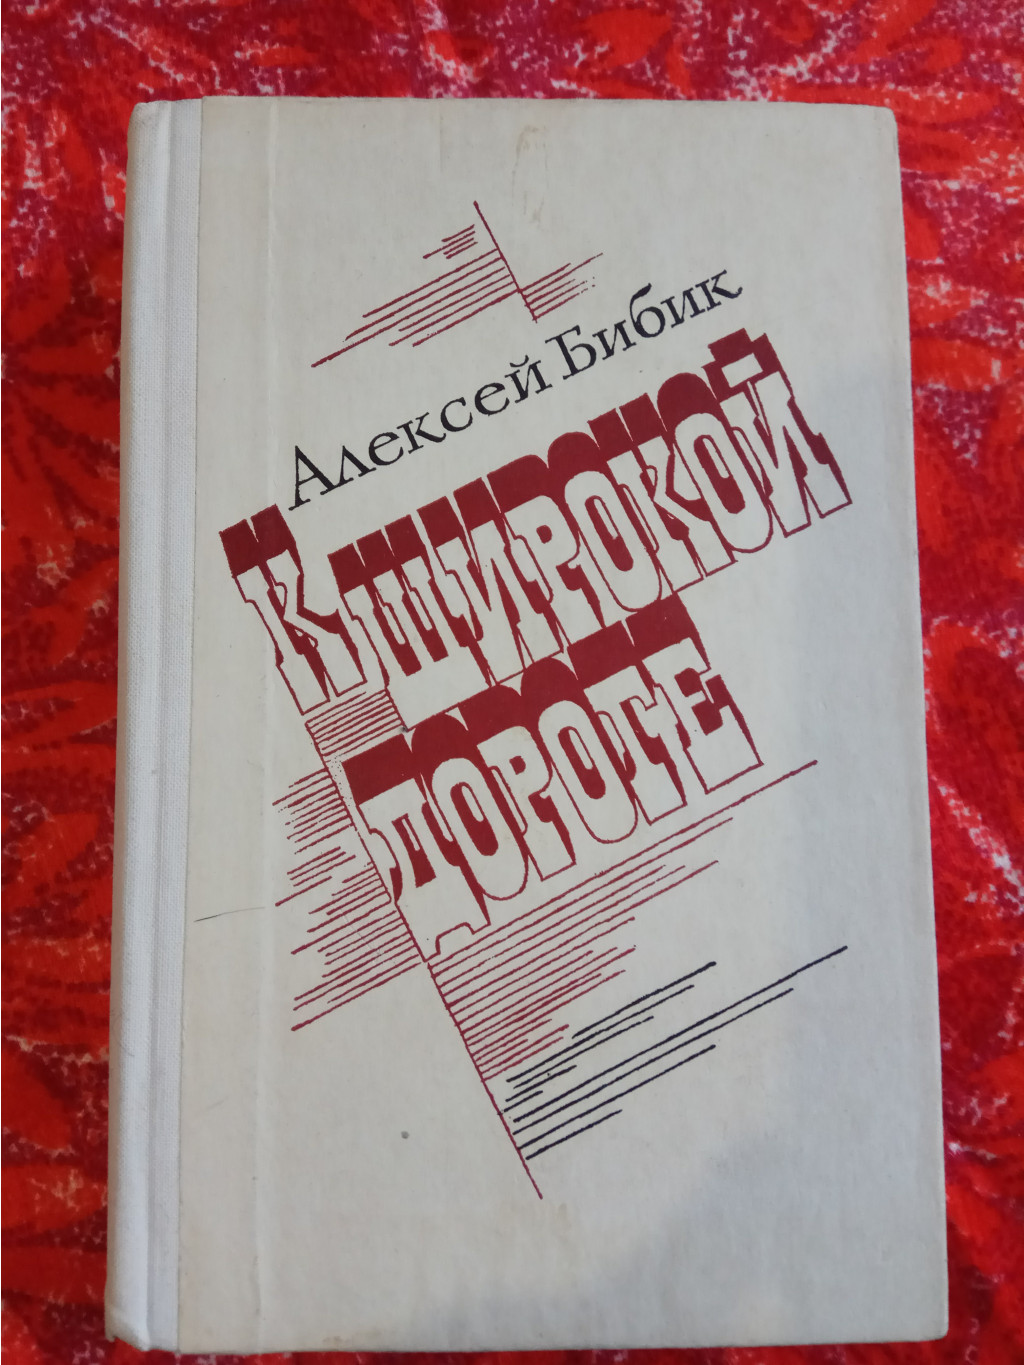 Алексей Бибик
К широкой
дороге